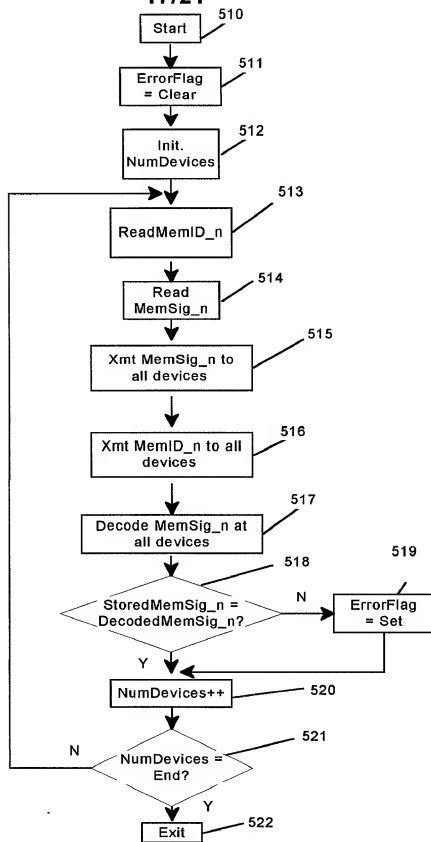 510
Start
511
ErrorFlag
= Clear
512
Init.
NumDevices
513
ReadMemID_n
514
Read
MemSig_n
515
Xmt MemSig_n to
all devices
516
Xmt MemID_n to all
devices
517
Decode MemSig_n at
all devices
518
519
StoredMemSig_n =
DecodedMemSig_n?
N
ErrorFlag
= Set
Y
NumDevices++
520
521
N
NumDevices =
End?
Y
Exit
522